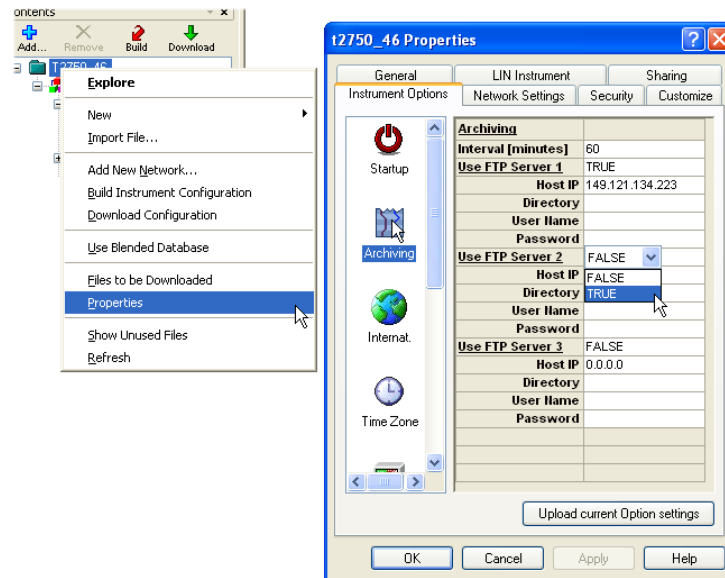 ontents
Add... Remove Build Download
T2750_46
Explore
New
Import File...
Add New Network...
Build Instrument Configuration
Download Configuration
Use Blended Database
Files to be Downloaded
Properties
Show Unused Files
Refresh
t2750_46 Properties
General LIN Instrument Sharing
Instrument Options Network Settings Security Customize
Startup
Archiving
Internat.
Time Zone
Archiving
Interval [minutes] 60
Use FTP Server 1 TRUE
Host IP 149.121.134.223
Directory
User Name
Password
Use FTP Server 2 FALSE
Host IP FALSE
Directory TRUE
User Name
Password
Use FTP Server 3 FALSE
Host IP 0.0.0.0
Directory
User Name
Password
Upload current Option settings
OK Cancel Apply Help